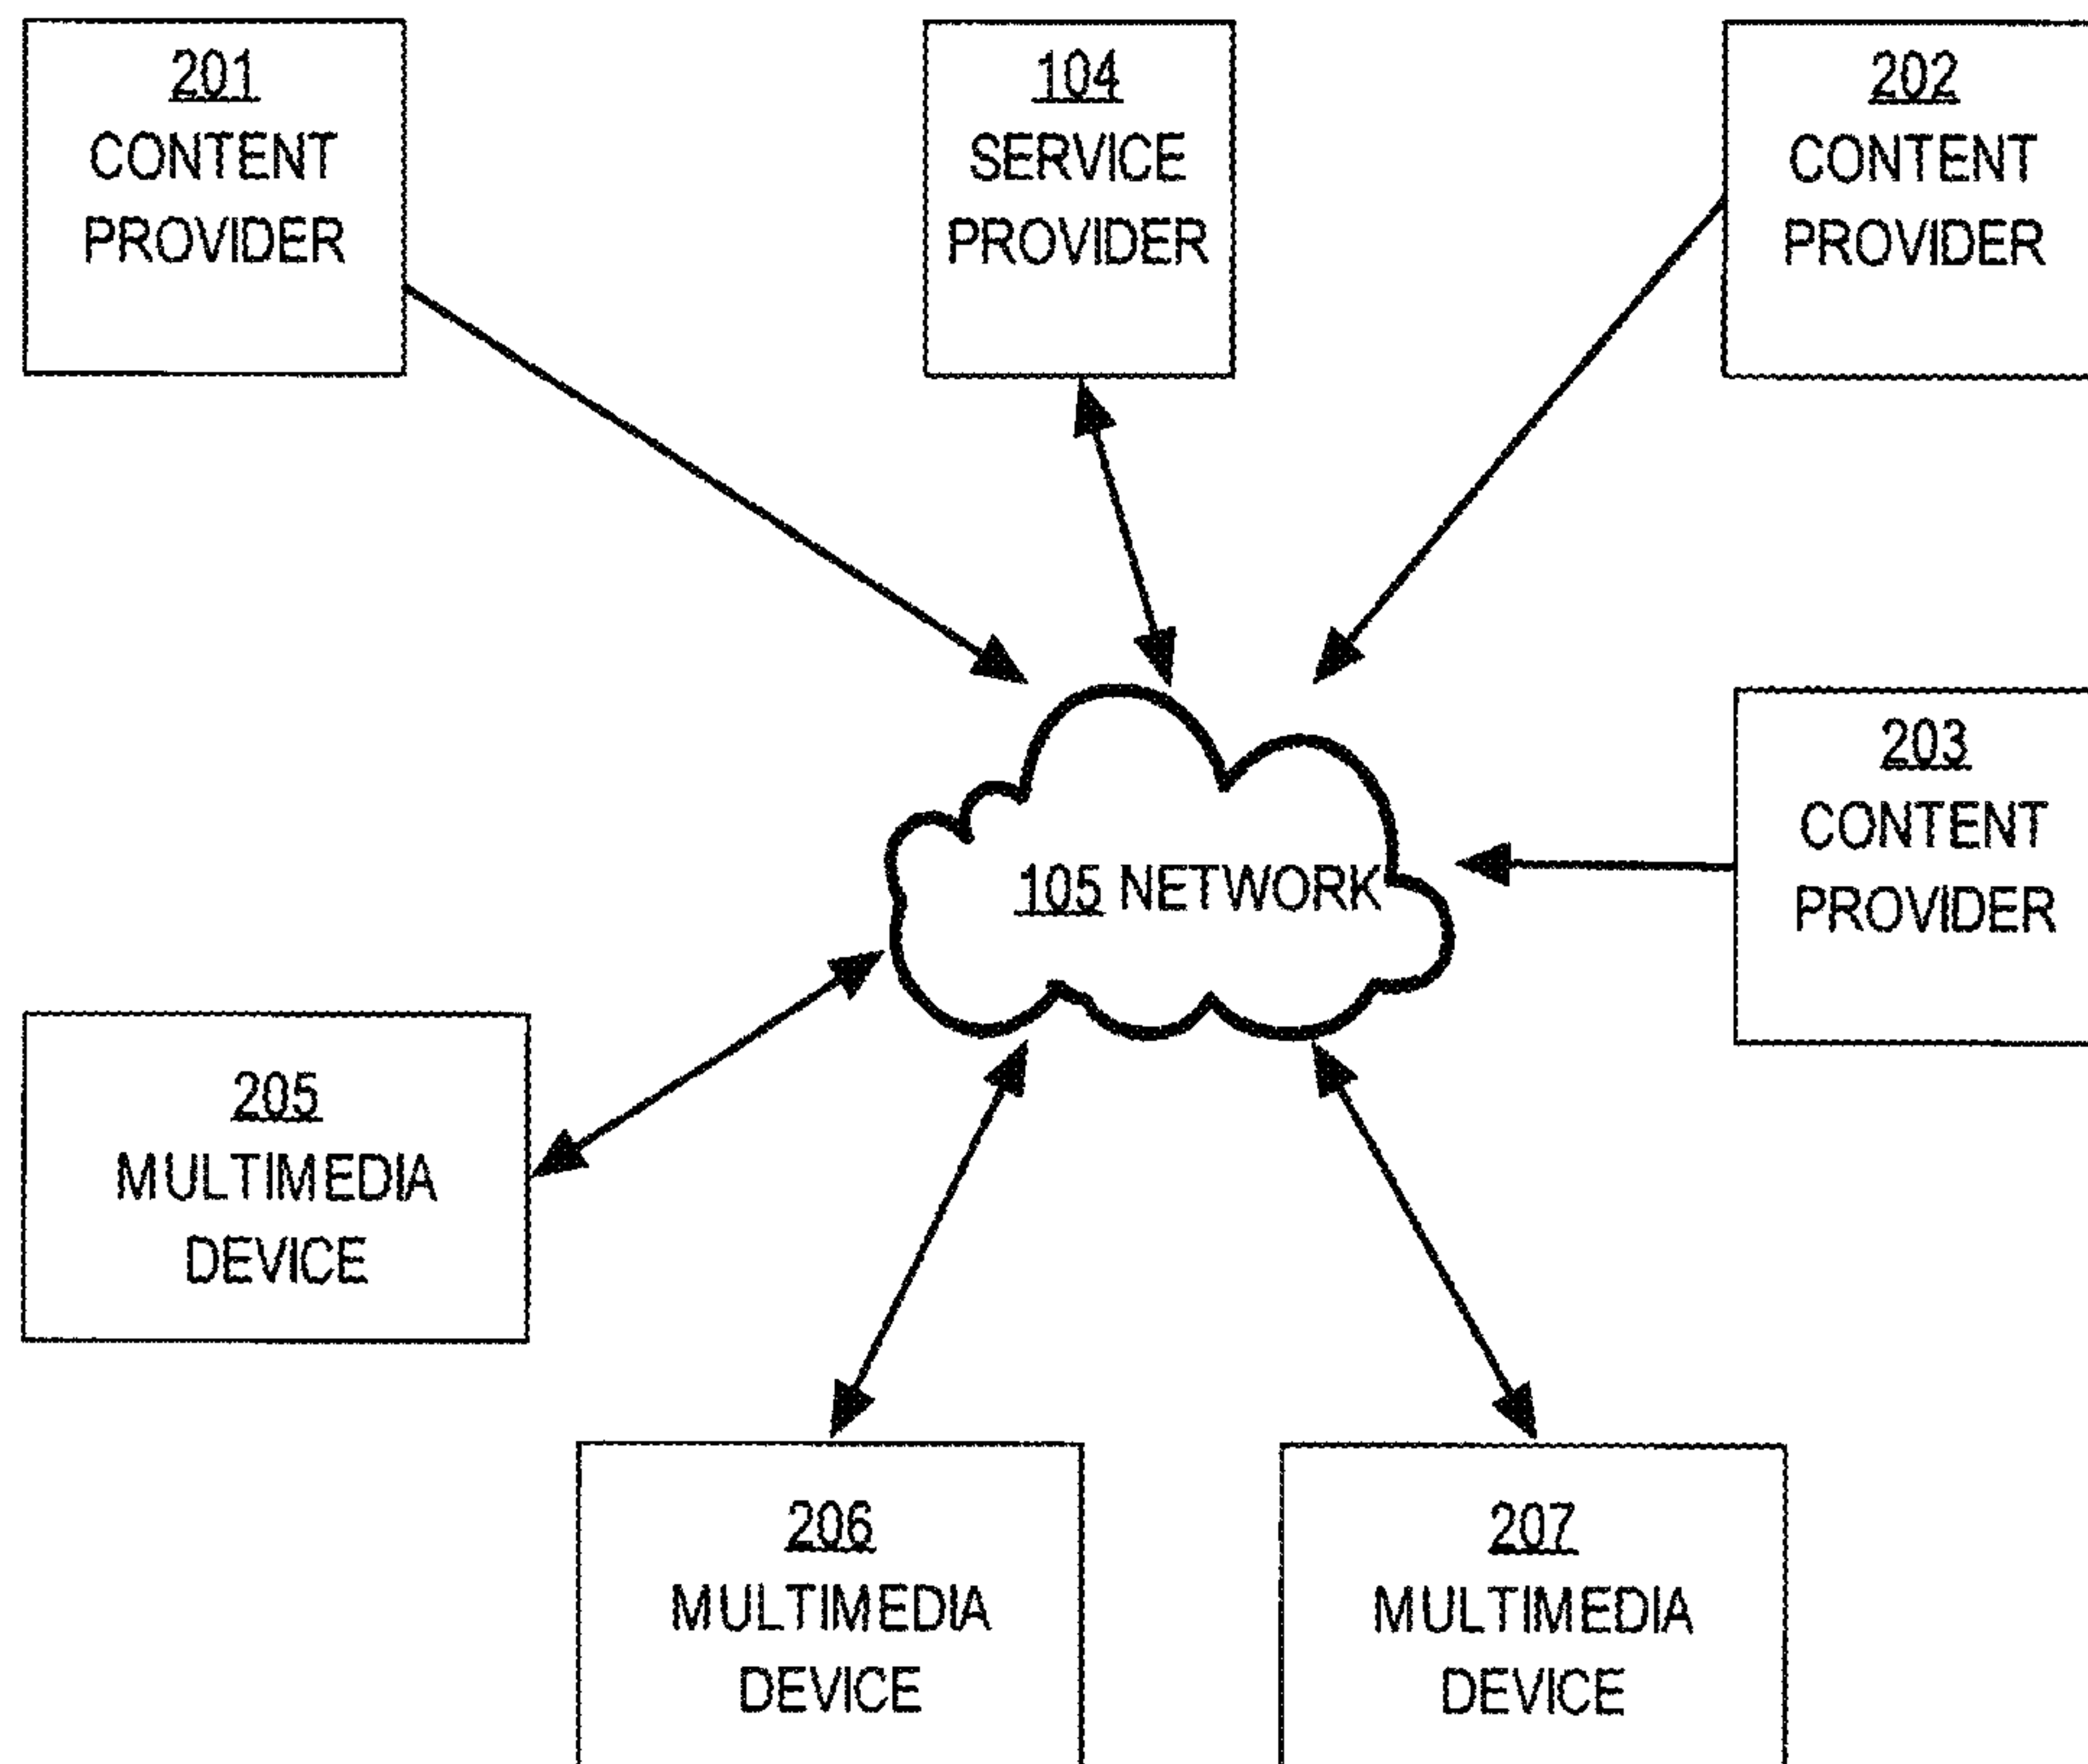 201
CONTENT
PROVIDER
104
SERVICE
PROVIDER
202
CONTENT
PROVIDER
203
CONTENT
PROVIDER
105 NETWORK
205
MULTIMEDIA
DEVICE
206
MULTIMEDIA
DEVICE
207
MULTIMEDIA
DEVICE